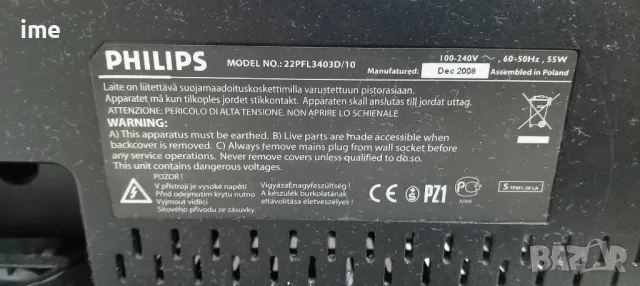 ime
PHILIPS MODEL NO.: 22PFL3403D/10 100-240V ~, 60-50Hz, 55W
Manufactured: Dec 2008 Assembled in Poland
Laite on liitettävä suojamaadoituskoskettimilla varustettuun pistorasiaan.
Apparatet må kun tilkoples jordet stikkontakt. Apparaten skall anslutas till jordat uttag.
ATTENZIONE: PERICOLO DI ALTA TENSIONE. NON APRIRE LO SCHIENALE
WARNING:
A) This apparatus must be earthed. B) Live parts are made accessible when
backcover is removed. C) Always remove mains plug from wall socket before
any service operations. Never remove covers unless qualified to do so.
This unit contains dangerous voltages.
POZOR!
V přístroji je vysoké napětí
Před odejmutím krytu nutno
Vyjmout vidlici
Sítového přívodu ze zásuvky.
Vigyázat nagyfeszültség!
A készülék burkolatának
eltávolítása életveszélyes!
CE S PZ1 PC
S
BAZAR.bg